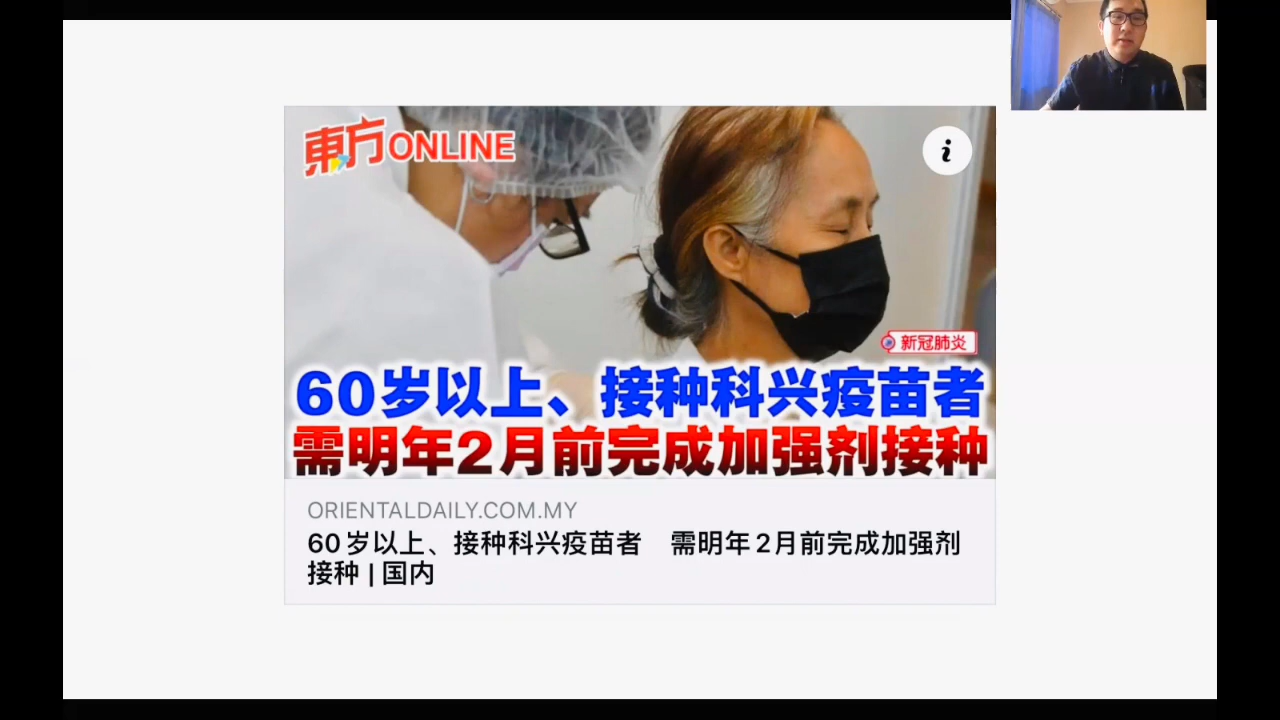 東方ONLINE
i
新冠肺炎
60岁以上、接种科兴疫苗者
需明年2月前完成加强剂接种
ORIENTALDAILY.COM.MY
60岁以上、接种科兴疫苗者 需明年2月前完成加强剂
接种 | 国内